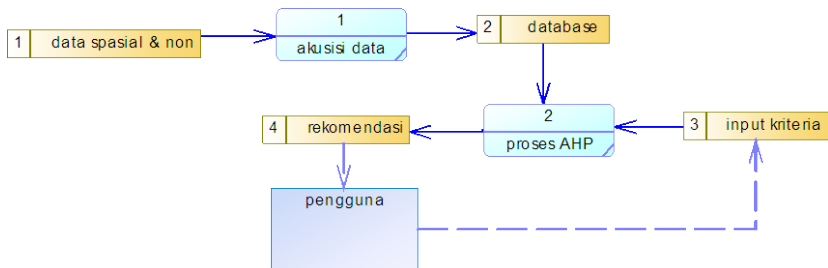 1 data spasial & non
1
akusisi data
2 database
4 rekomendasi
2
proses AHP
3 input kriteria
pengguna